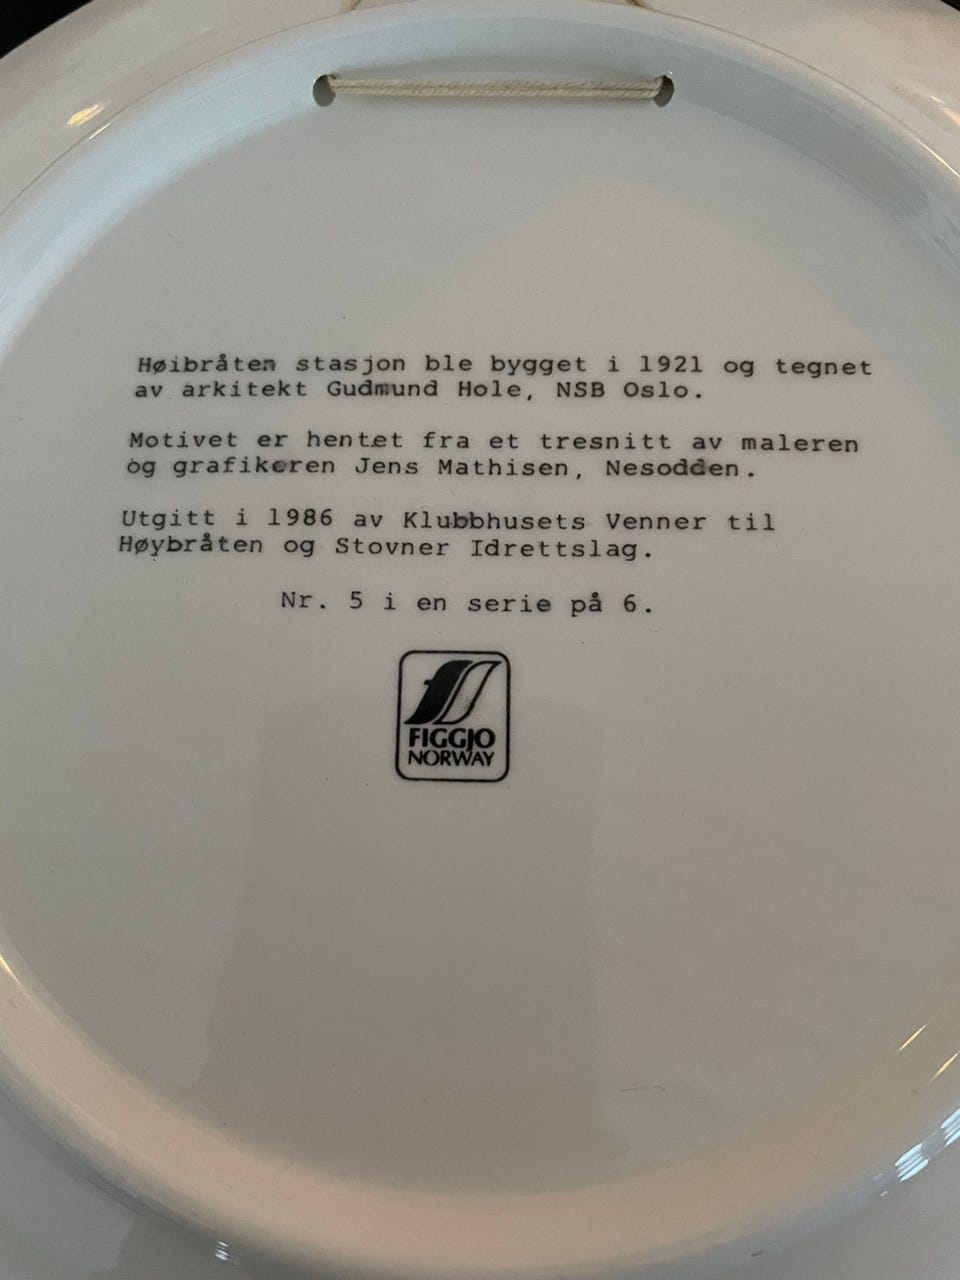 Høibråten stasjon ble bygget i 1921 og tegnet
av arkitekt Gudmund Hole, NSB Oslo.
Motivet er hentet fra et tresnitt av maleren
og grafikeren Jens Mathisen, Nesodden.
Utgitt i 1986 av Klubbhusets Venner til
Høybråten og Stovner Idrettslag.
Nr. 5 i en serie på 6.
FIGGJO
NORWAY